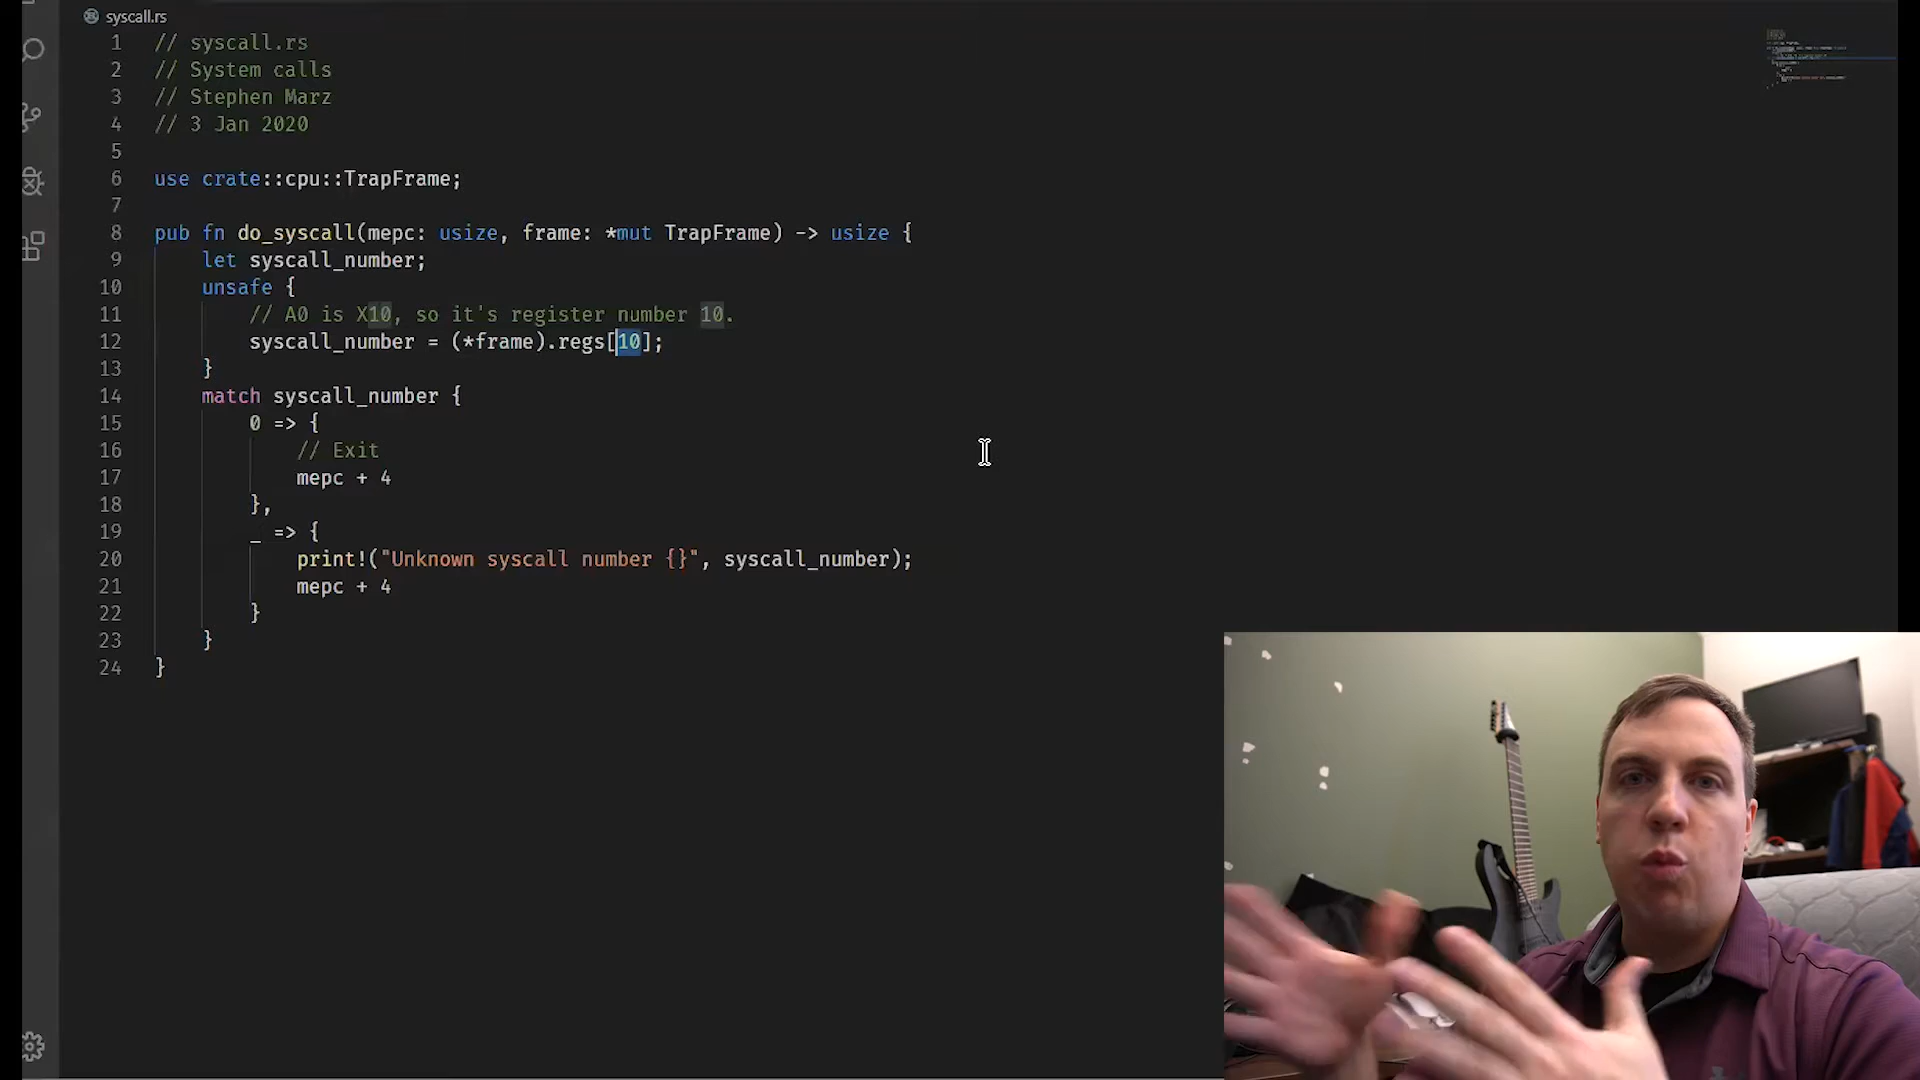 syscall.rs
1 // syscall.rs
2 // System calls
3 // Stephen Marz
4 // 3 Jan 2020
5
6 use crate::cpu::TrapFrame;
7
8 pub fn do_syscall(mepc: usize, frame: *mut TrapFrame) -> usize {
9     let syscall_number;
10     unsafe {
11         // A0 is X10, so it's register number 10.
12         syscall_number = (*frame).regs[10];
13     }
14     match syscall_number {
15         0 => {
16             // Exit
17             mepc + 4
18         },
19         _ => {
20             print!("Unknown syscall number {}", syscall_number);
21             mepc + 4
22         }
23     }
24 }